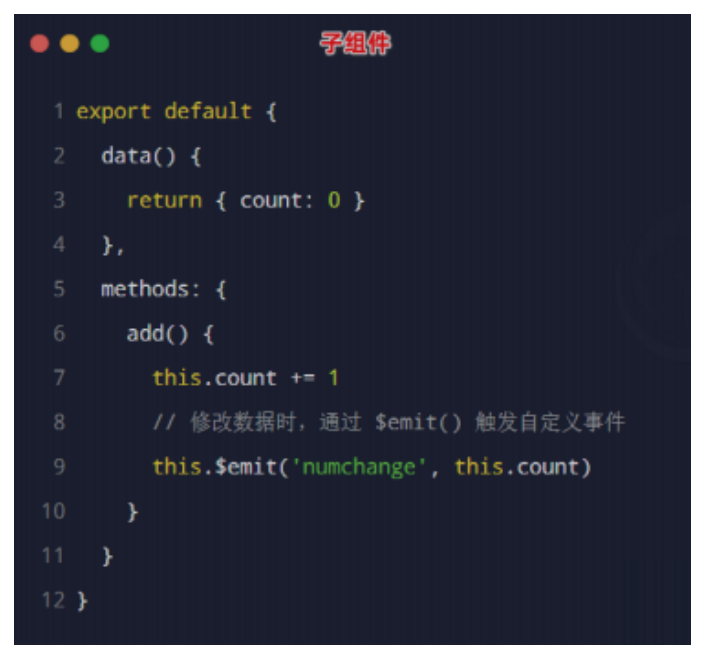 子组件
1 export default {
2   data() {
3     return { count: 0 }
4   },
5   methods: {
6     add() {
7       this.count += 1
8       // 修改数据时，通过 $emit() 触发自定义事件
9       this.$emit('numchange', this.count)
10     }
11   }
12 }